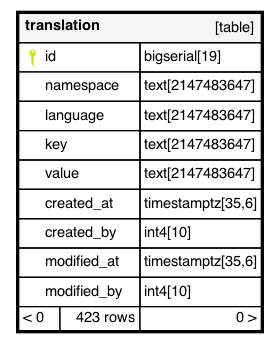 translation [table]
id bigserial[19]
namespace text[2147483647]
language text[2147483647]
key text[2147483647]
value text[2147483647]
created_at timestamptz[35,6]
created_by int4[10]
modified_at timestamptz[35,6]
modified_by int4[10]
< 0 423 rows 0 >